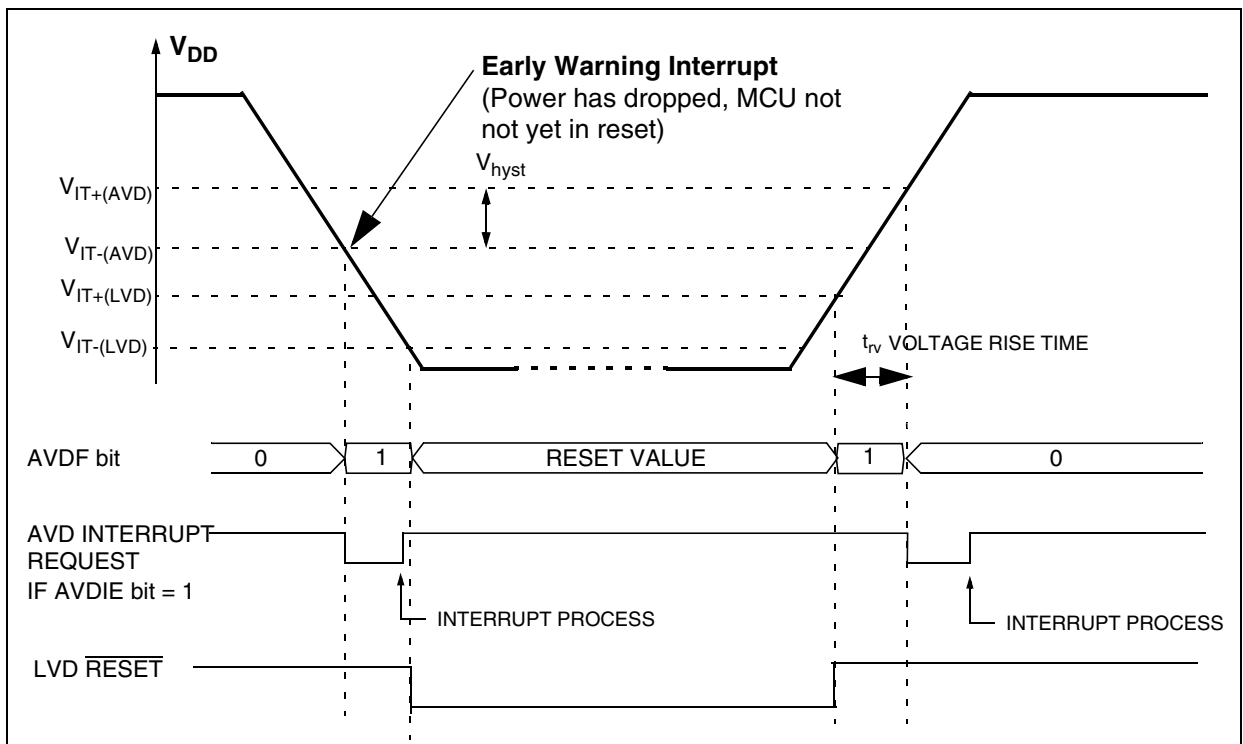 VDD
Early Warning Interrupt
(Power has dropped, MCU not
not yet in reset)
Vhyst
VIT+(AVD)
VIT-(AVD)
VIT+(LVD)
VIT-(LVD)
trv VOLTAGE RISE TIME
AVDF bit
0
1
RESET VALUE
1
0
AVD INTERRUPT
REQUEST
IF AVDIE bit = 1
INTERRUPT PROCESS
INTERRUPT PROCESS
LVD RESET